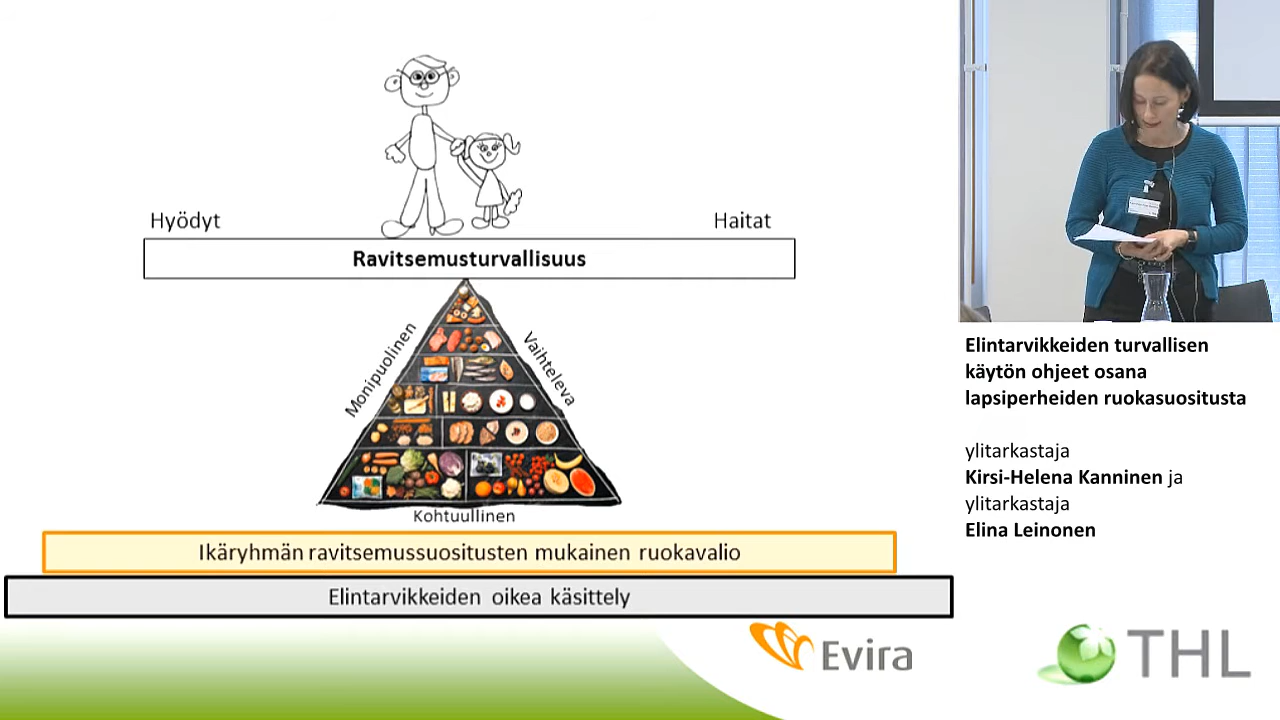 Hyödyt
Haitat
Ravitsemusturvallisuus
Monipuolinen
Vaihteleva
Kohtuullinen
Ikäryhmän ravitsemussuositusten mukainen ruokavalio
Elintarvikkeiden oikea käsittely
Evira
Elintarvikkeiden turvallisen
käytön ohjeet osana
lapsiperheiden ruokasuositusta
ylitarkastaja
Kirsi-Helena Kanninen ja
ylitarkastaja
Elina Leinonen
THL